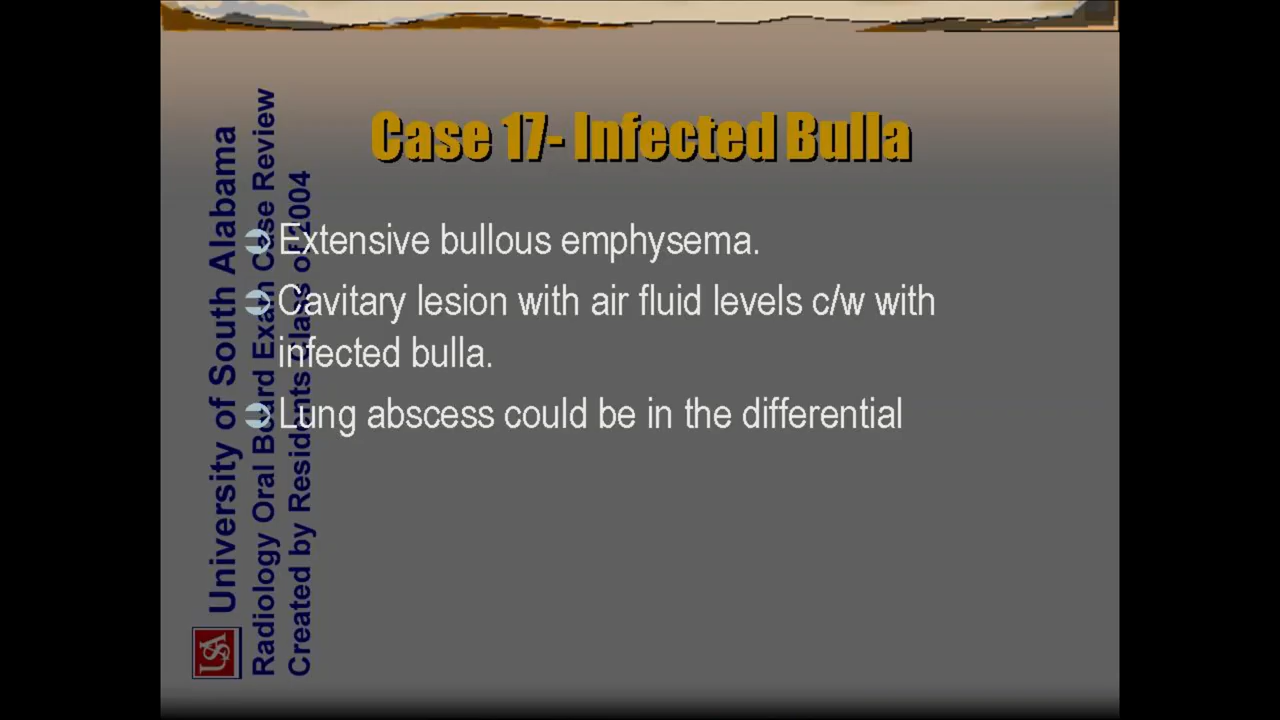 Case 17- Infected Bulla
Extensive bullous emphysema.
Cavitary lesion with air fluid levels c/w with
infected bulla.
Lung abscess could be in the differential
University of South Alabama
Radiology Oral Board Exam Case Review
Created by Residents Class of 2004
USA